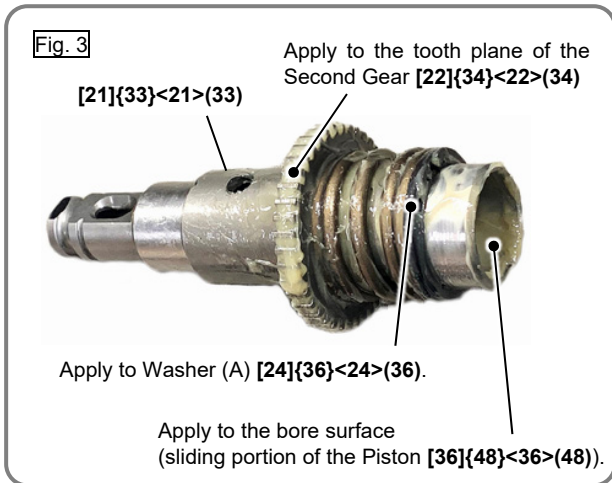 Fig. 3
Apply to the tooth plane of the
Second Gear [22]{34}<22>(34)
[21]{33}<21>(33)
Apply to Washer (A) [24]{36}<24>(36).
Apply to the bore surface
(sliding portion of the Piston [36]{48}<36>(48)).